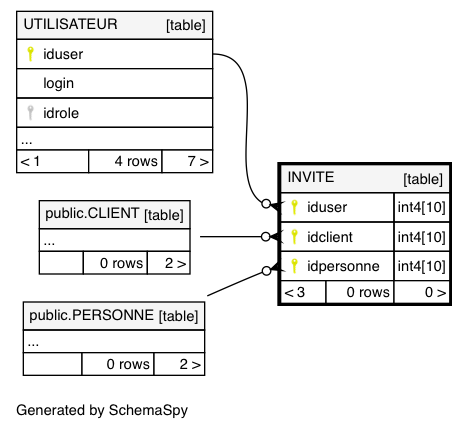 UTILISATEUR [table]
iduser
login
idrole
...
< 1 4 rows 7 >
public.CLIENT [table]
...
0 rows 2 >
public.PERSONNE [table]
...
0 rows 2 >
INVITE [table]
iduser int4[10]
idclient int4[10]
idpersonne int4[10]
< 3 0 rows 0 >
Generated by SchemaSpy